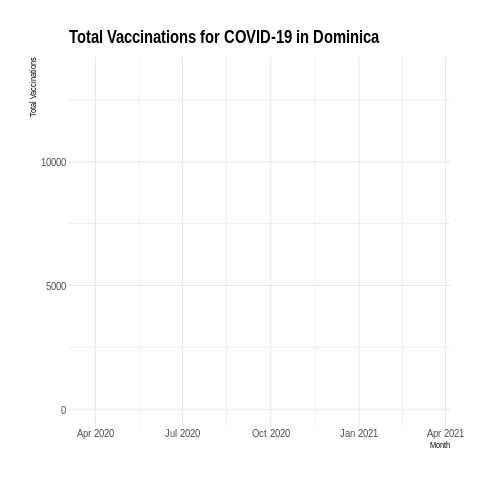 Total Vaccinations for COVID-19 in Dominica
Total Vaccinations
10000
5000
0
Apr 2020 Jul 2020 Oct 2020 Jan 2021 Apr 2021
Month